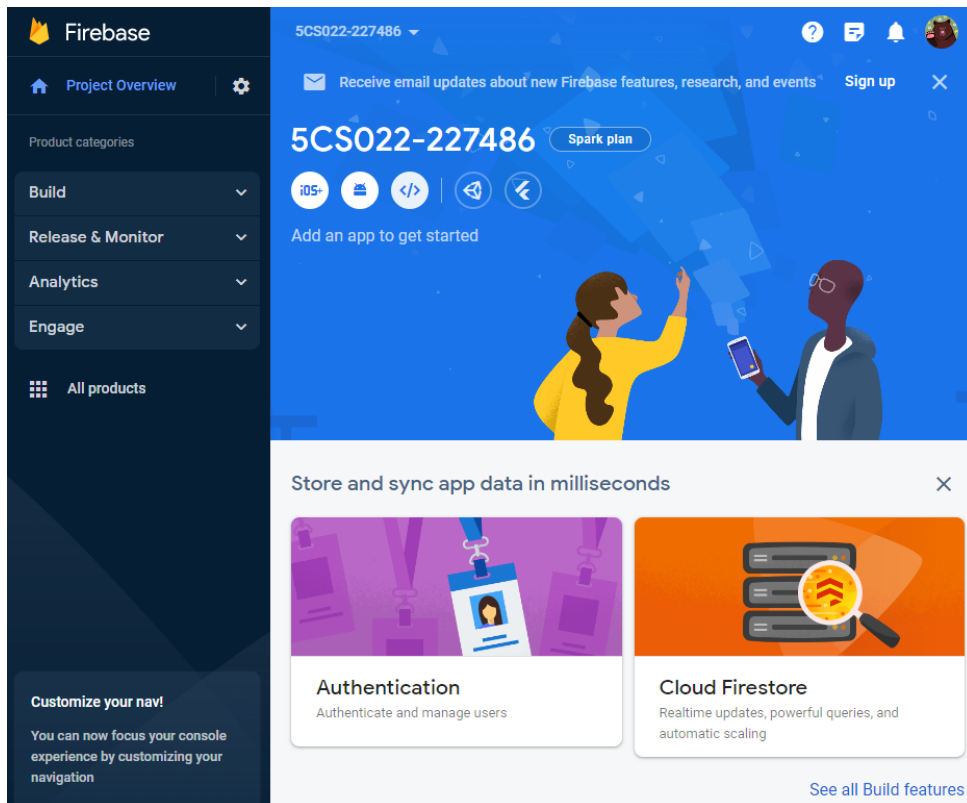 Firebase
Project Overview
Product categories
Build
Release & Monitor
Analytics
Engage
All products
Customize your nav!
You can now focus your console
experience by customizing your
navigation
5CS022-227486
Receive email updates about new Firebase features, research, and events Sign up
5CS022-227486 Spark plan
iOS+ </>
Add an app to get started
Store and sync app data in milliseconds
Authentication
Authenticate and manage users
Cloud Firestore
Realtime updates, powerful queries, and
automatic scaling
See all Build features